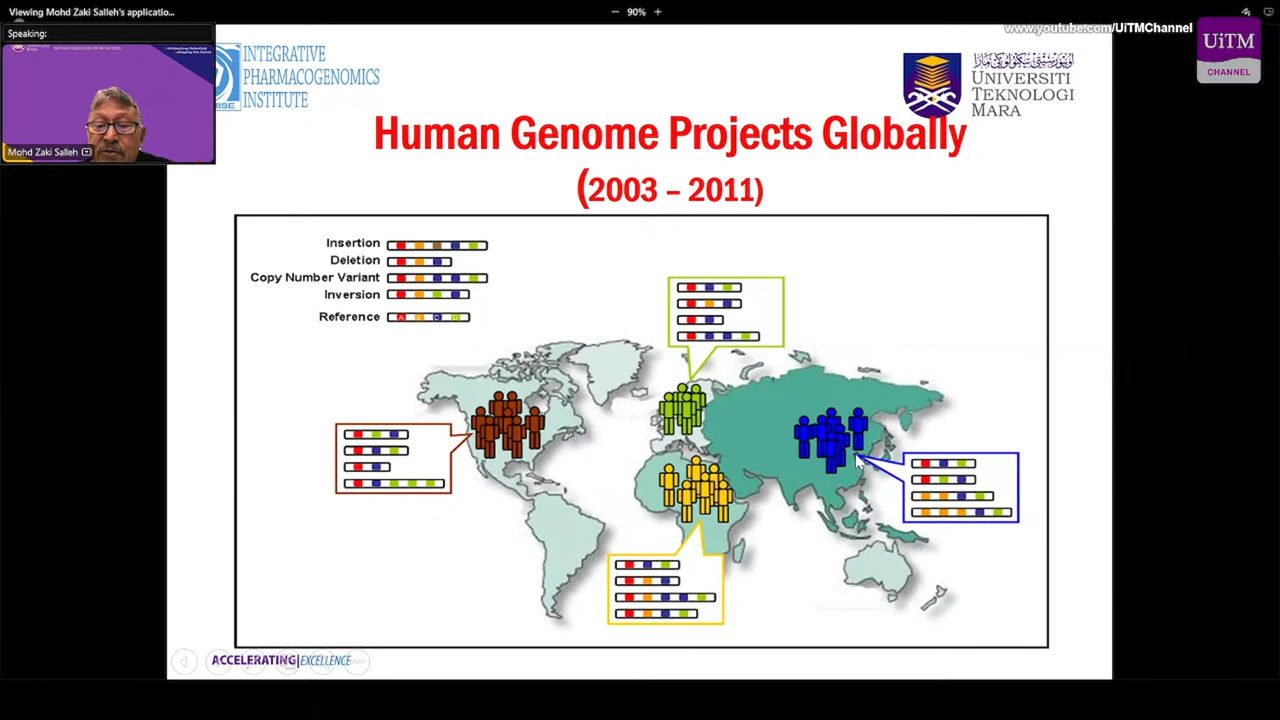 Viewing Mohd Zaki Salleh's applicatio...
90%
Speaking:
www.youtube.com/UiTMChannel
UiTM
CHANNEL
Mohd Zaki Salleh
INTEGRATIVE
PHARMACOGENOMICS
INSTITUTE
UNIVERSITI
TEKNOLOGI
MARA
Human Genome Projects Globally
(2003 – 2011)
Insertion
Deletion
Copy Number Variant
Inversion
Reference
A B C D
ACCELERATING|EXCELLENCE